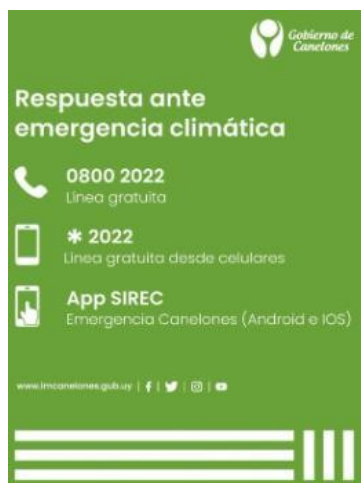 Gobierno de
Canelones
Respuesta ante
emergencia climática
0800 2022
Línea gratuita
* 2022
Línea gratuita desde celulares
App SIREC
Emergencia Canelones (Android e IOS)
www.imcanelones.gub.uy